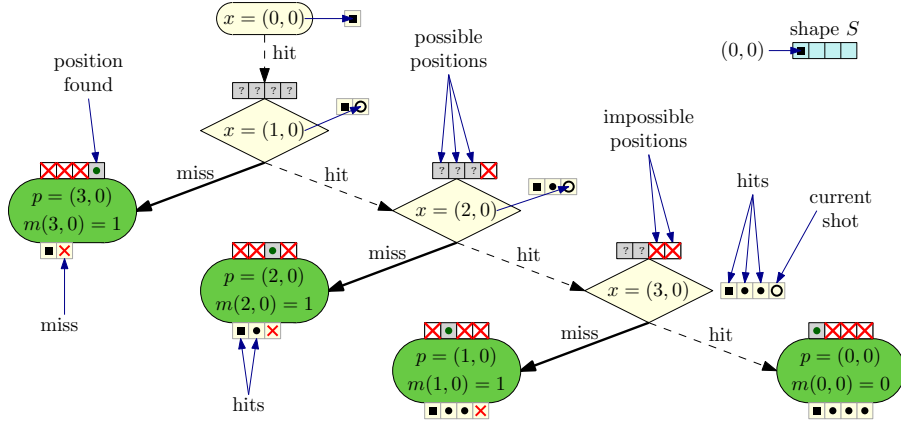 x = (0, 0)
hit
shape S
(0, 0)
possible
positions
position
found
? ? ? ?
x = (1, 0)
impossible
positions
miss
hit
? ? ?
p = (3, 0)
m(3, 0) = 1
x = (2, 0)
hits
current
shot
miss
hit
? ?
p = (2, 0)
m(2, 0) = 1
x = (3, 0)
miss
miss
hit
p = (1, 0)
m(1, 0) = 1
p = (0, 0)
m(0, 0) = 0
hits